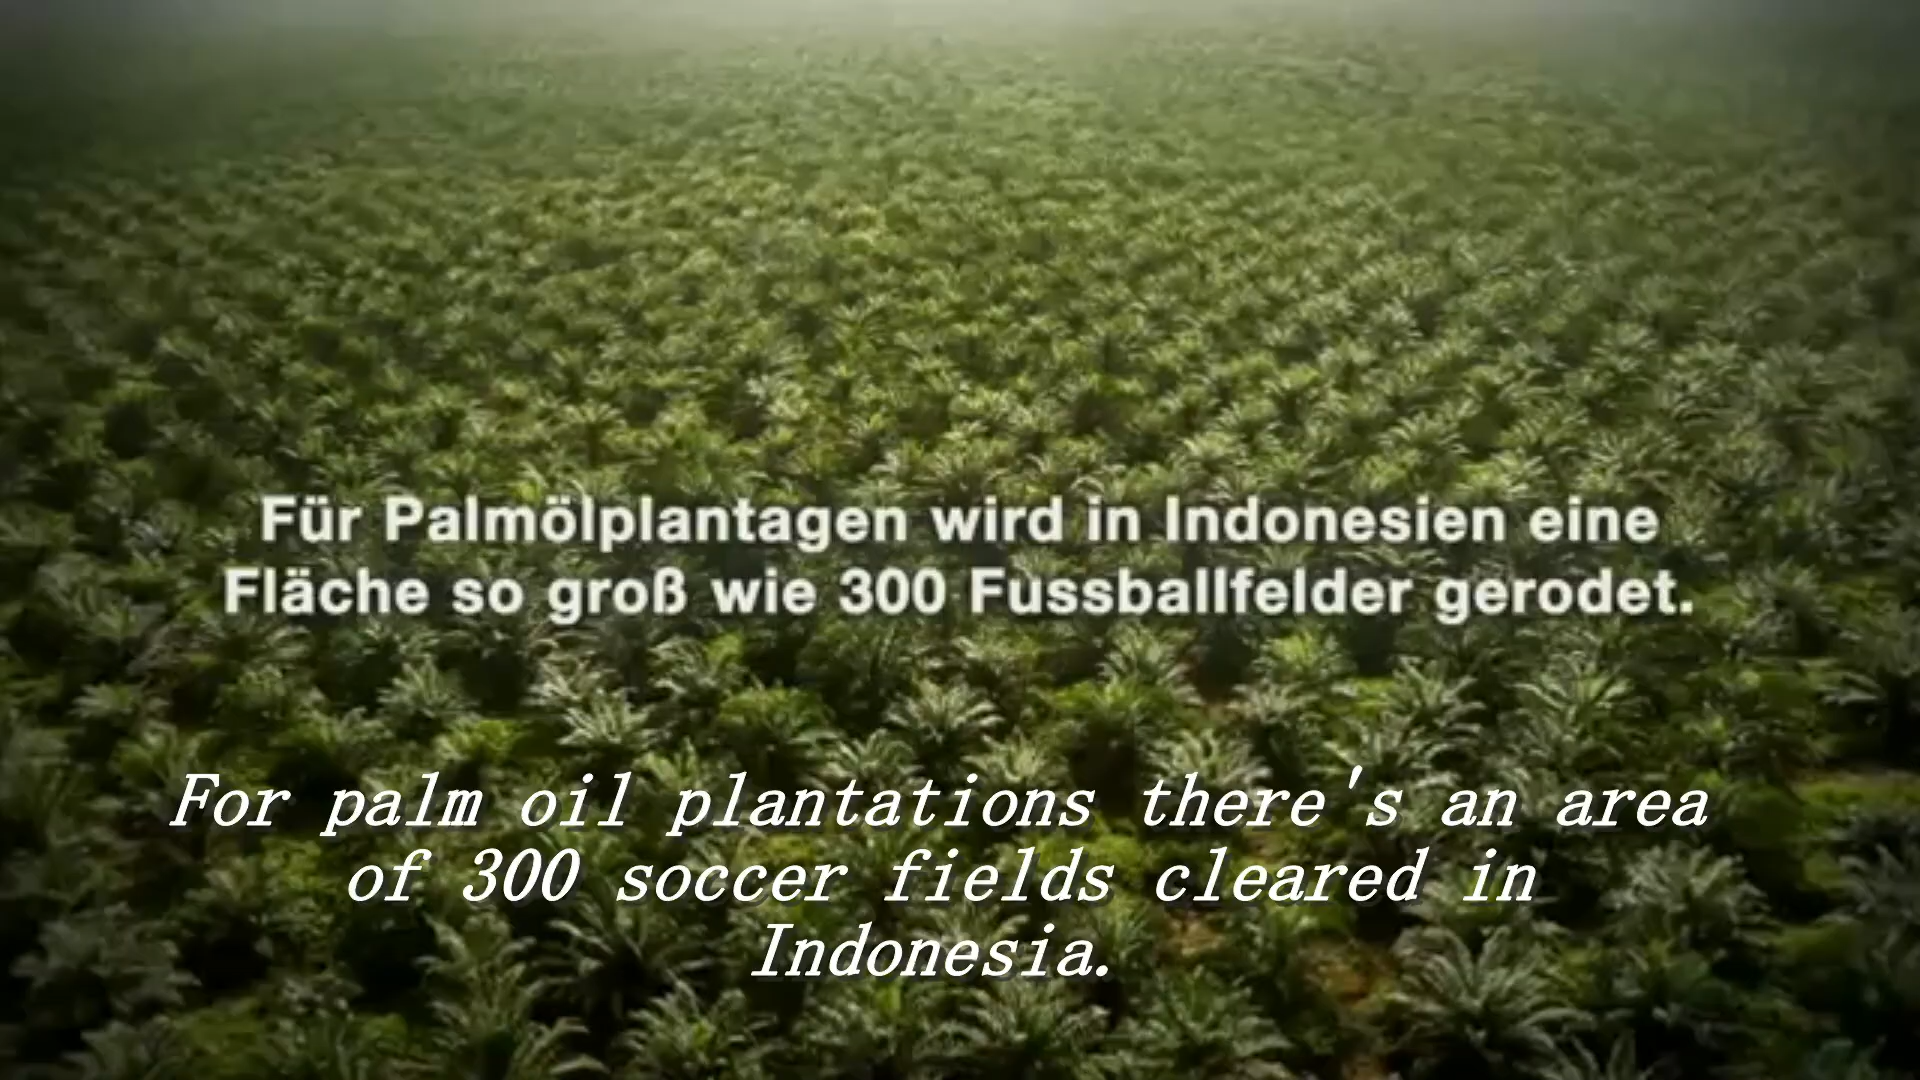 Für Palmölplantagen wird in Indonesien eine
Fläche so groß wie 300 Fussballfelder gerodet.
For palm oil plantations there's an area
of 300 soccer fields cleared in
Indonesia.